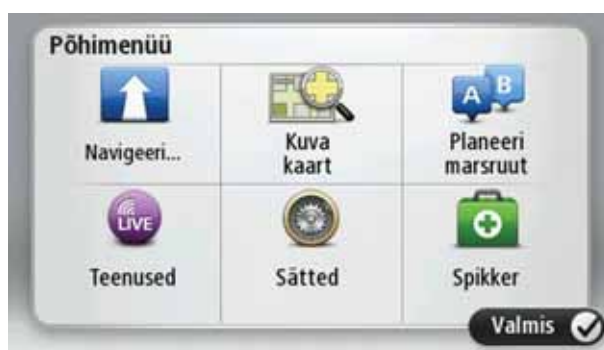 Põhimenüü
Navigeeri...
Kuva
kaart
A B
Planeeri
marsruut
LIVE
Teenused
Sätted
Spikker
Valmis